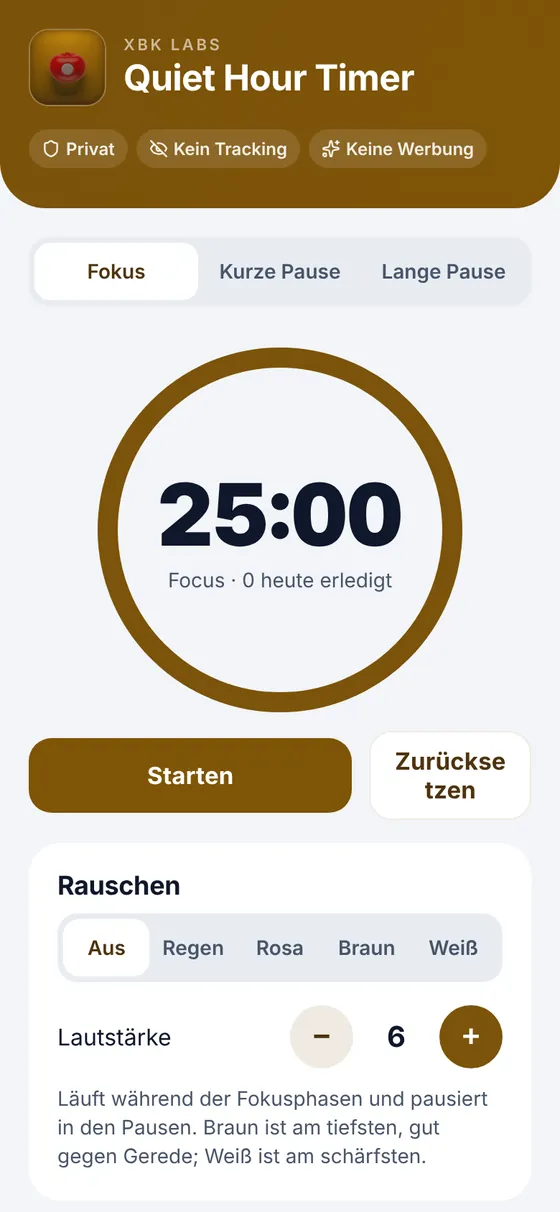 XBK LABS
Quiet Hour Timer
Privat
Kein Tracking
Keine Werbung
Fokus
Kurze Pause
Lange Pause
25:00
Focus · 0 heute erledigt
Starten
Zurückse
tzen
Rauschen
Aus
Regen
Rosa
Braun
Weiß
Lautstärke
−
6
+
Läuft während der Fokusphasen und pausiert
in den Pausen. Braun ist am tiefsten, gut
gegen Gerede; Weiß ist am schärfsten.